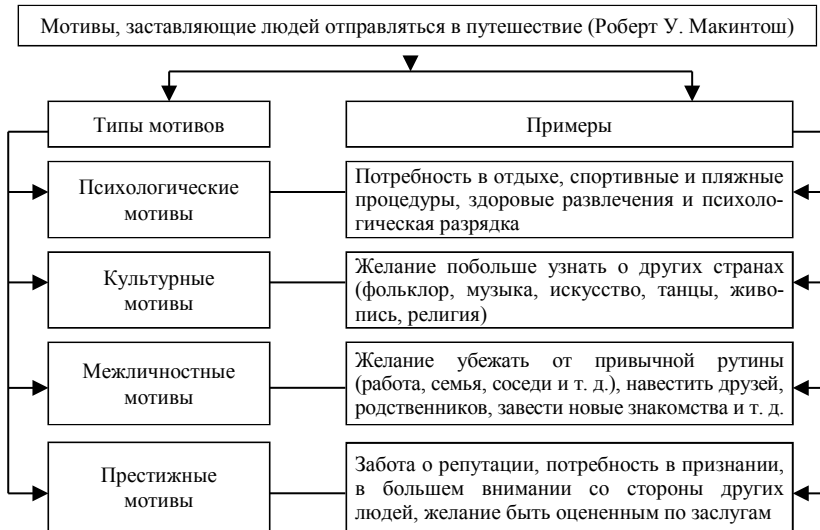 Мотивы, заставляющие людей отправляться в путешествие (Роберт У. Макинтош)
Типы мотивов
Примеры
Психологические
мотивы
Потребность в отдыхе, спортивные и пляжные
процедуры, здоровые развлечения и психоло-
гическая разрядка
Культурные
мотивы
Желание побольше узнать о других странах
(фольклор, музыка, искусство, танцы, живо-
пись, религия)
Межличностные
мотивы
Желание убежать от привычной рутины
(работа, семья, соседи и т. д.), навестить друзей,
родственников, завести новые знакомства и т. д.
Престижные
мотивы
Забота о репутации, потребность в признании,
в большем внимании со стороны других
людей, желание быть оцененным по заслугам